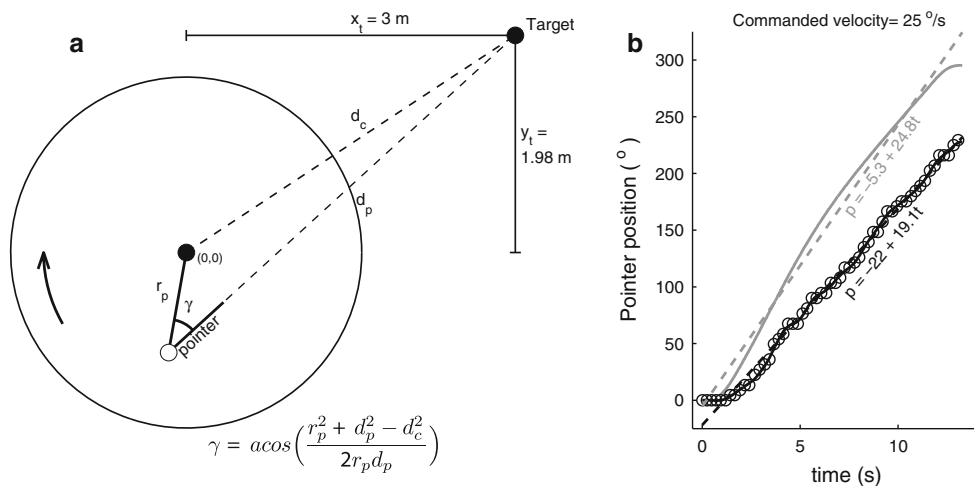 a
x_t = 3 m
Target
d_c
y_t =
1.98 m
d_p
(0,0)
r_p
γ
pointer
γ = acos(\frac{r_p^2 + d_p^2 − d_c^2}{2r_pd_p})
b
Commanded velocity= 25 °/s
Pointer position ( °)
300
250
200
150
100
50
0
p = −5.3 + 24.8t
p = −22 + 19.1t
0
5
10
time (s)